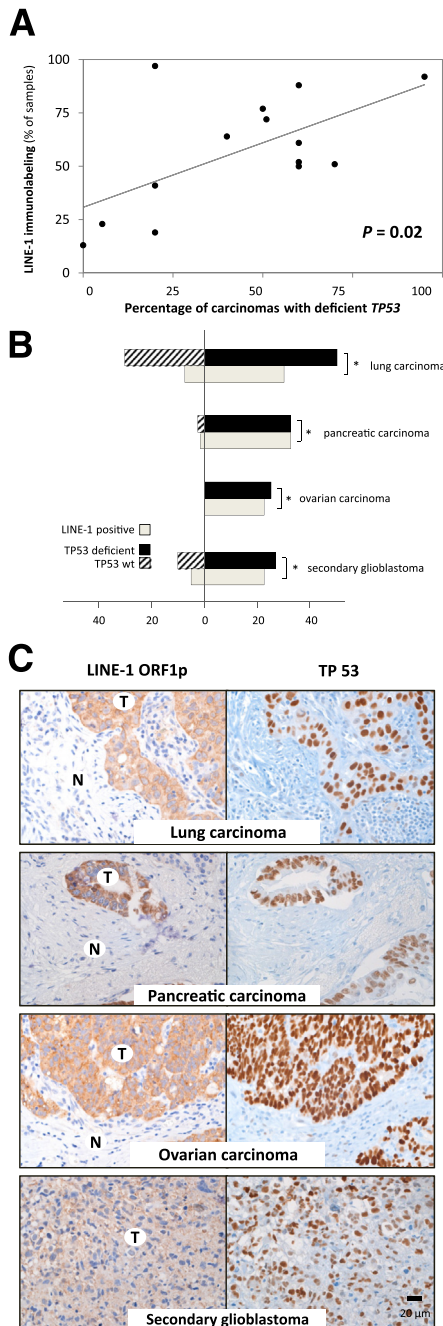 A
LINE-1 immunolabeling (% of samples)
100
75
50
25
0
P = 0.02
0 25 50 75 100
Percentage of carcinomas with deficient TP53
B
* lung carcinoma
* pancreatic carcinoma
* ovarian carcinoma
* secondary glioblastoma
LINE-1 positive
TP53 deficient
TP53 wt
40 20 0 20 40
C
LINE-1 ORF1p TP 53
T
N
Lung carcinoma
T
N
Pancreatic carcinoma
T
N
Ovarian carcinoma
T
20 µm
Secondary glioblastoma